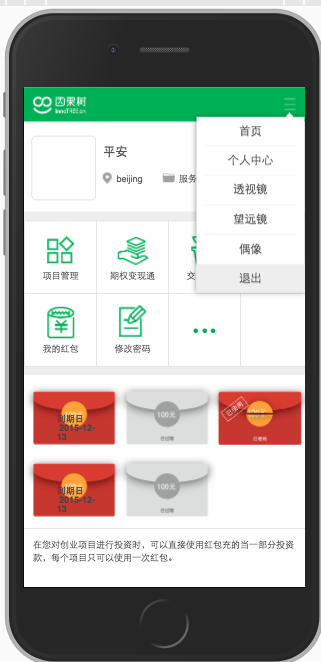 因果树
InnoTREE.cn
首页
个人中心
透视镜
望远镜
偶像
退出
平安
beijing
服务
项目管理
期权变现通
交
我的红包
修改密码
到期日
2015-12-
13
100元
已过期
已使用
已使用
到期日
2015-12-
13
100元
已过期
在您对创业项目进行投资时，可以直接使用红包充的当一部分投资
款，每个项目只可以使用一次红包。